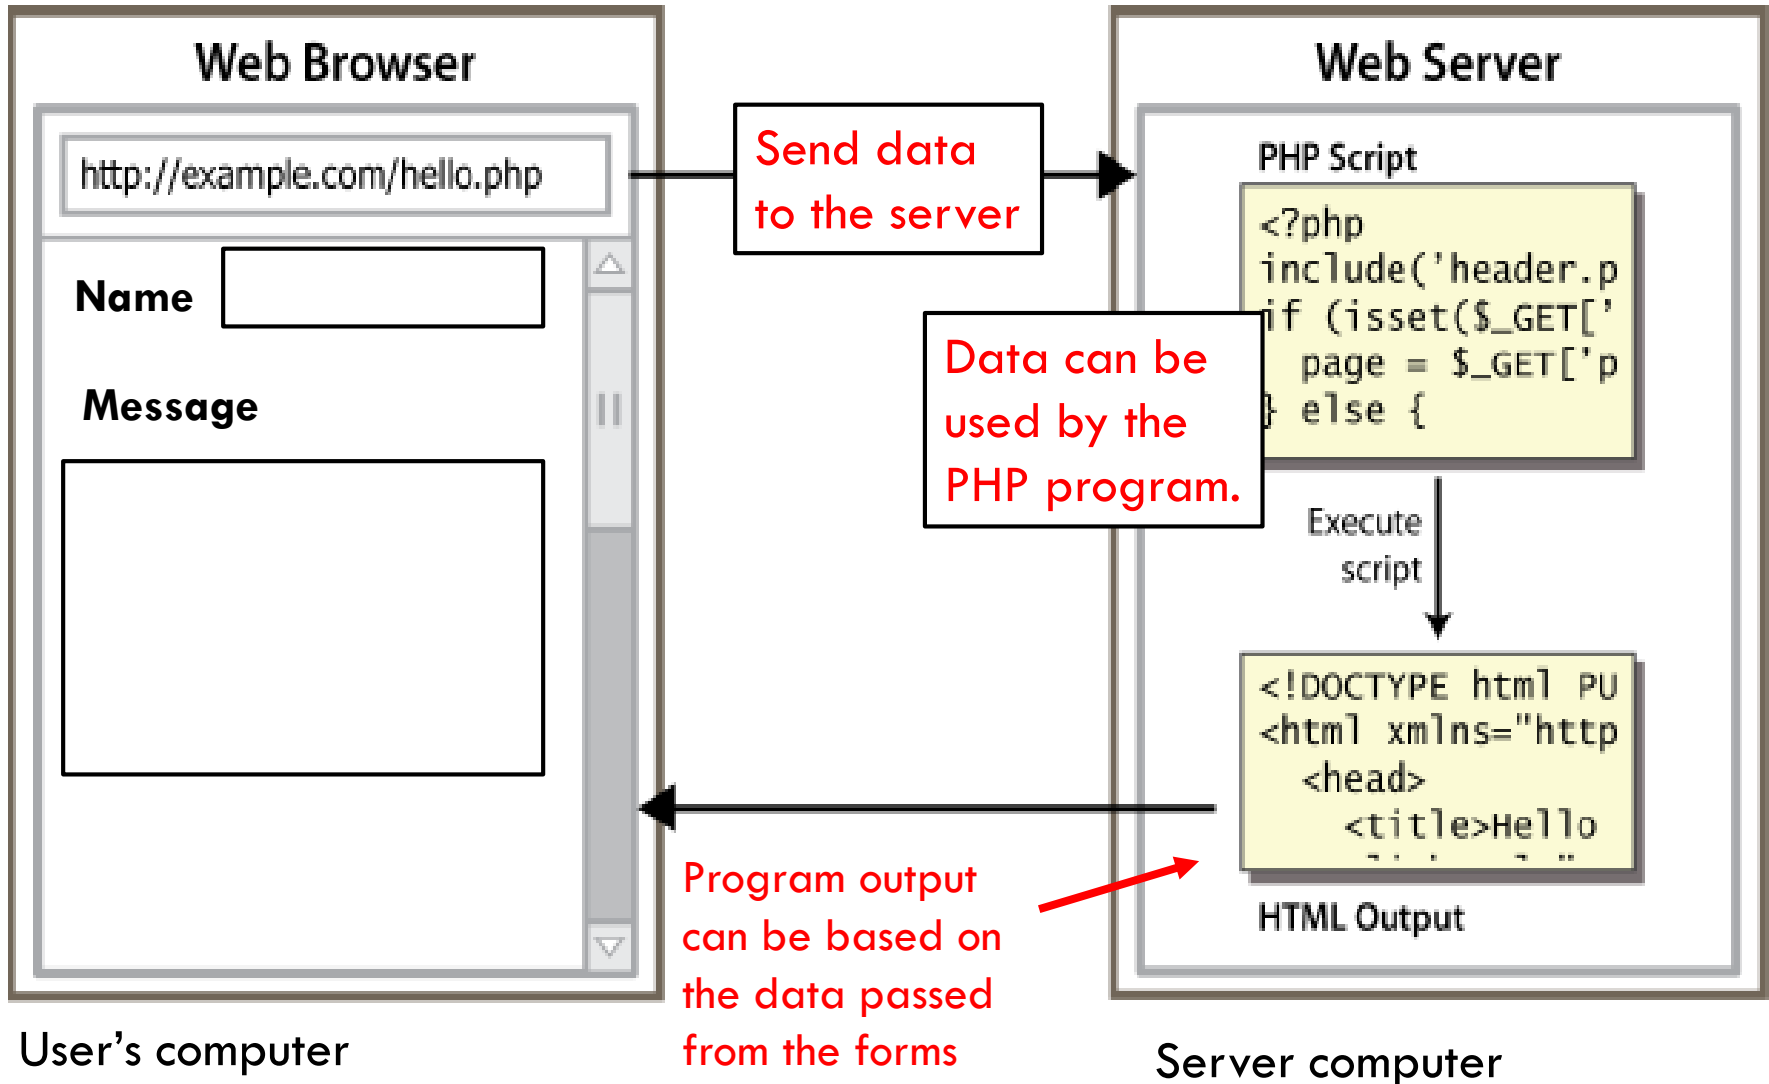 Web Browser
http://example.com/hello.php
Name
Message
User's computer
Send data
to the server
Data can be
used by the
PHP program.
Program output
can be based on
the data passed
from the forms
Web Server
PHP Script
<?php
include('header.p
if (isset($_GET['
page = $_GET['p
} else {
Execute
script
<!DOCTYPE html PU
<html xmlns="http
<head>
<title>Hello
HTML Output
Server computer